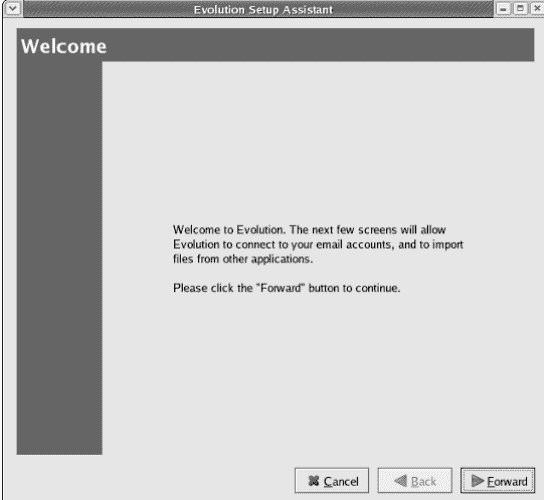 Evolution Setup Assistant
Welcome
Welcome to Evolution. The next few screens will allow
Evolution to connect to your email accounts, and to import
files from other applications.
Please click the "Forward" button to continue.
Cancel
Back
Forward